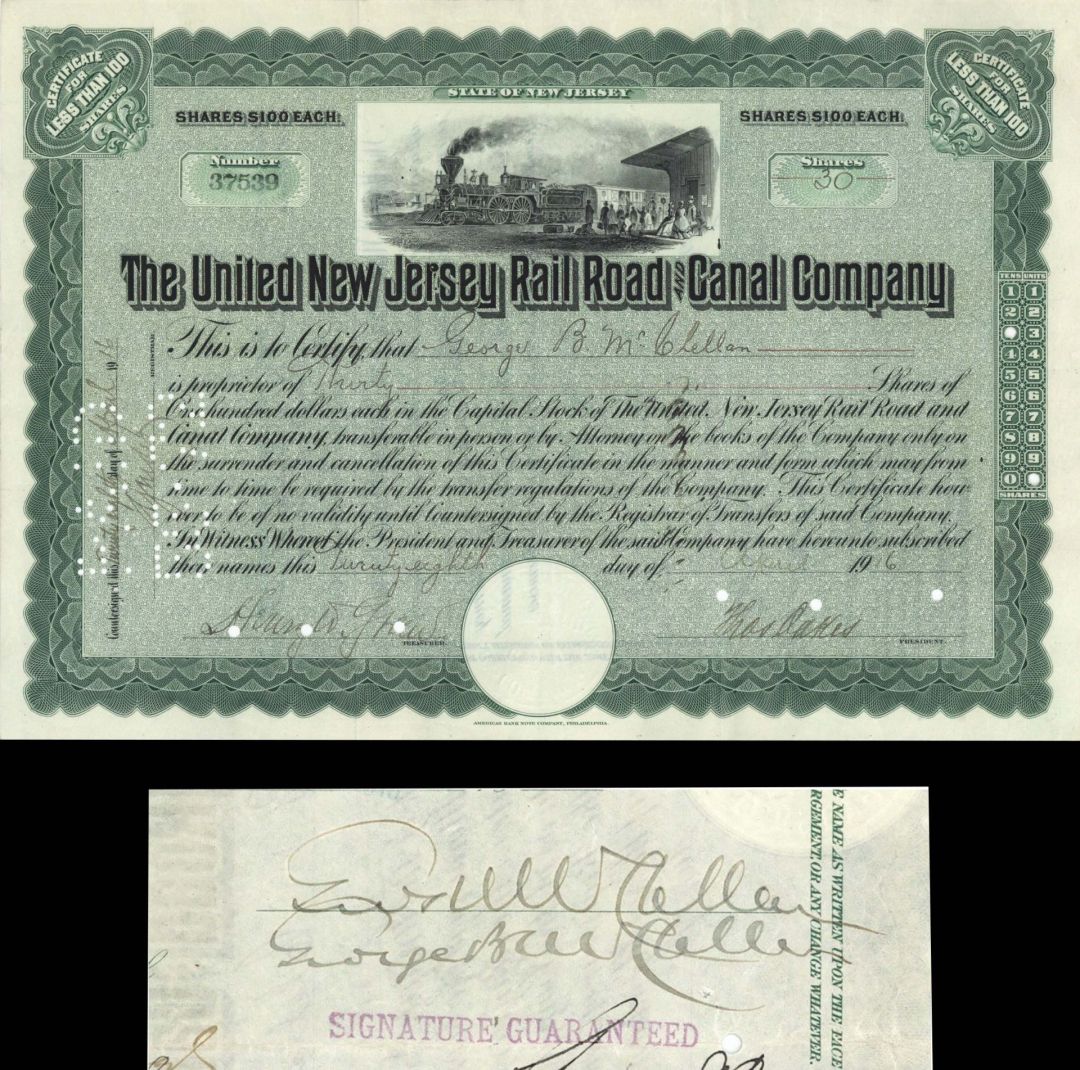 CERTIFICATE FOR LESS THAN 100 SHARES
STATE OF NEW JERSEY
CERTIFICATE FOR LESS THAN 100 SHARES
SHARES $100 EACH.
SHARES $100 EACH.
Number
37539
Shares
30
The United New Jersey Rail Road AND Canal Company
This is to Certify, that George B. McClellan
is proprietor of Thirty Shares of
One hundred dollars each in the Capital Stock of The United New Jersey Rail Road and
Canal Company, transferable in person or by Attorney on the books of the Company only on
the surrender and cancellation of this Certificate in the manner and form which may from
time to time be required by the transfer regulations of the Company. This Certificate how-
ever to be of no validity until Countersigned by the Registrar of Transfers of said Company.
In Witness Whereof the President and Treasurer of the said Company have hereunto subscribed
their names this Twenty eighth day of April 1916
TREASURER.
PRESIDENT.
Countersigned this day of April 1916
REGISTRAR
TENS UNITS
1 1
2 2
3
4 4
5 5
6 6
7 7
8 8
9 9
0
SHARES
AMERICAN BANK NOTE COMPANY, PHILADELPHIA.
Geo. B. McClellan
George B. McClellan
SIGNATURE GUARANTEED
E NAME AS WRITTEN UPON THE FACE
RGEMENT, OR ANY CHANGE WHATEVER.